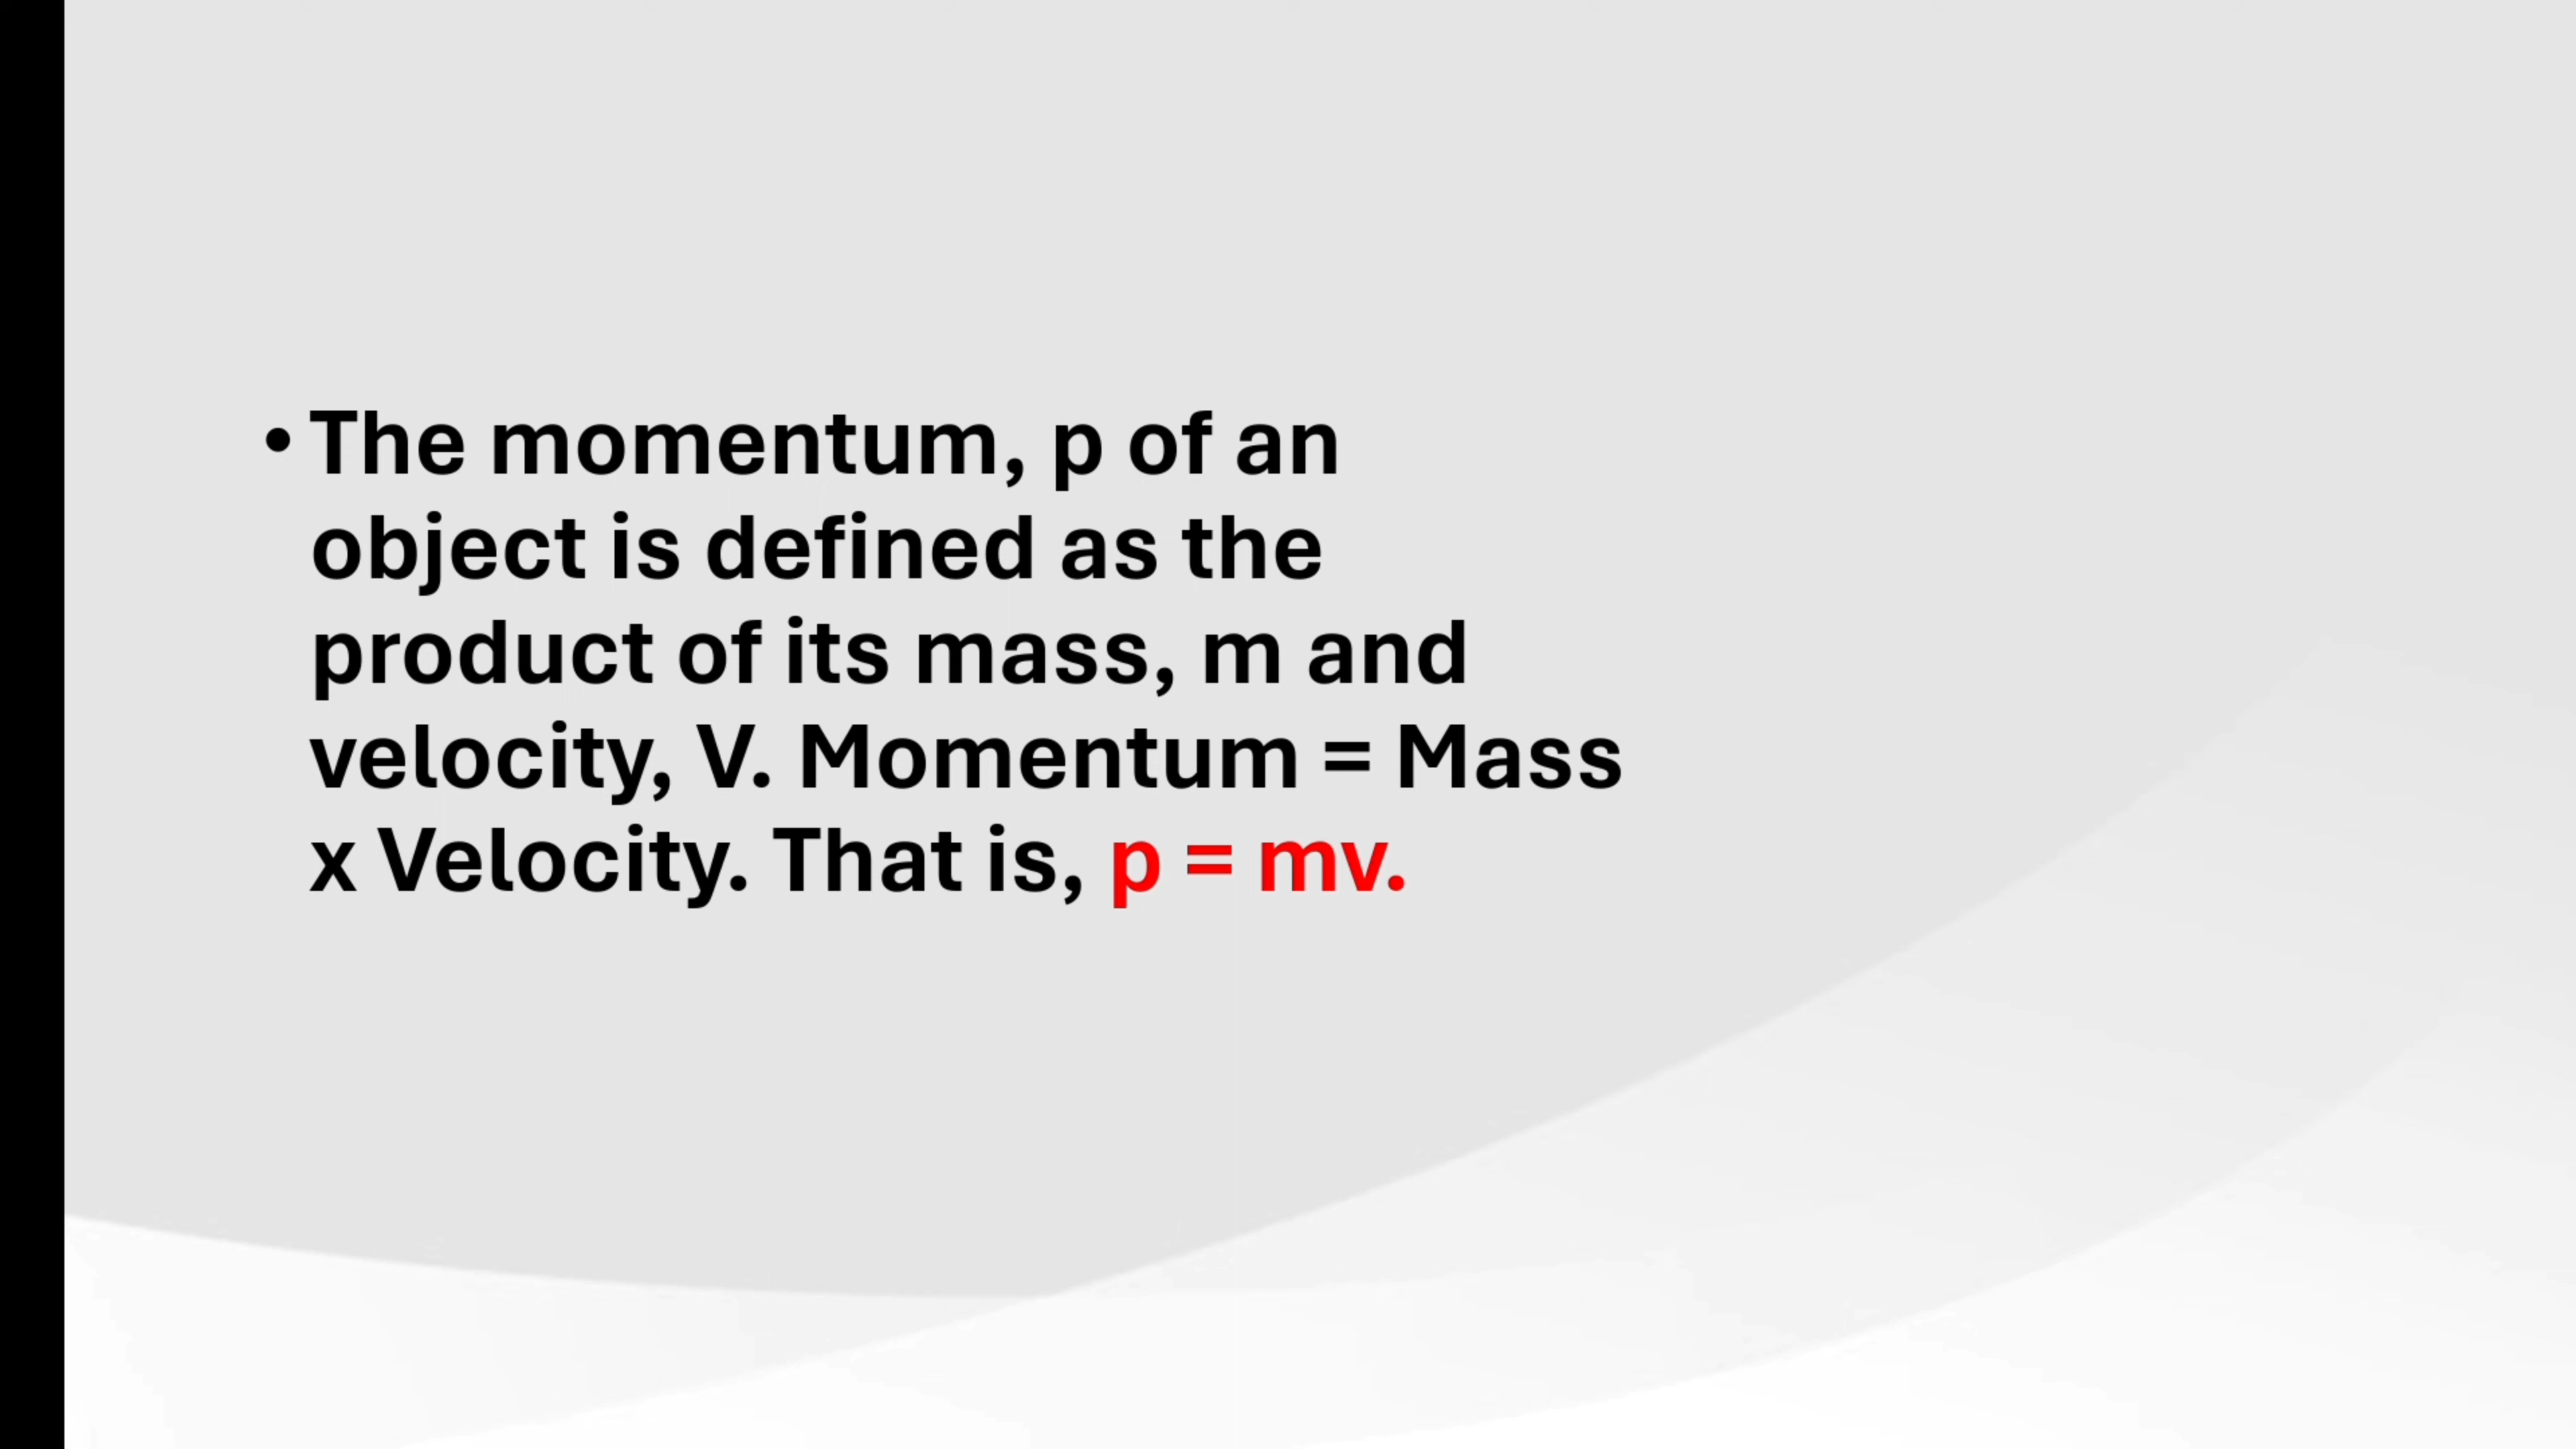 • The momentum, p of an
object is defined as the
product of its mass, m and
velocity, V. Momentum = Mass
x Velocity. That is, p = mv.